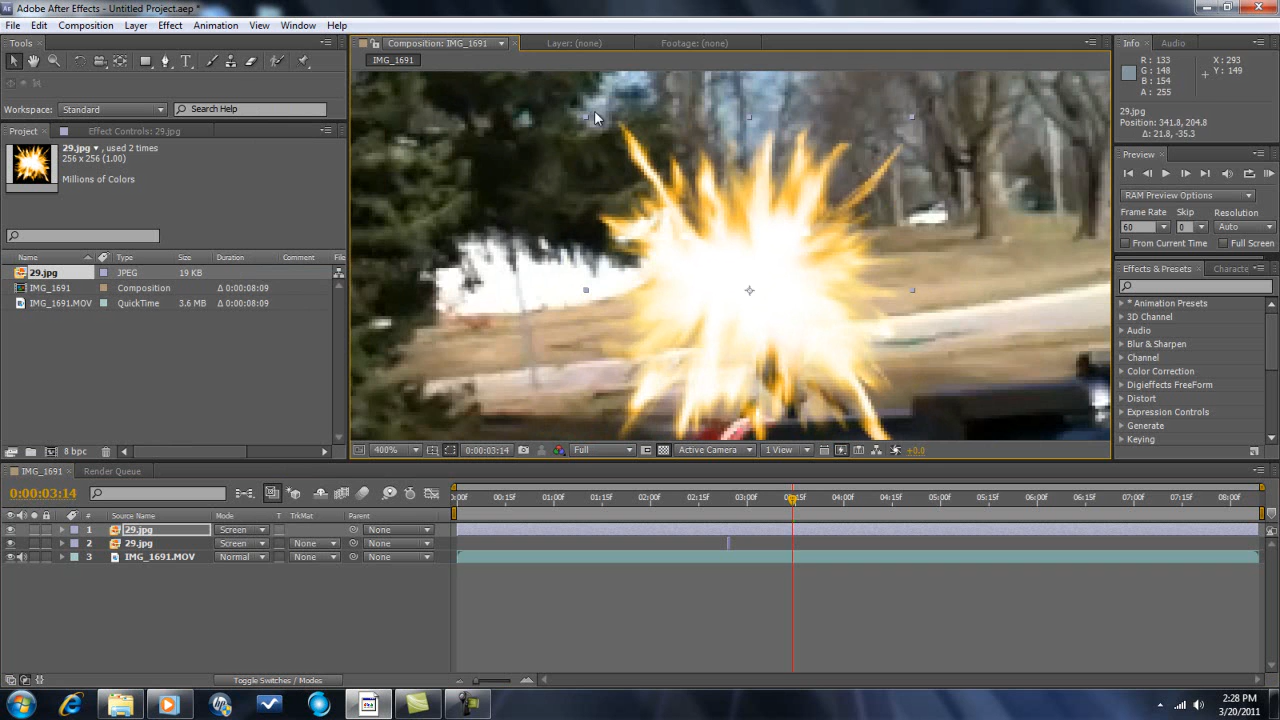 Adobe After Effects - Untitled Project.aep *
File Edit Composition Layer Effect Animation View Window Help
Tools
Composition: IMG_1691 Layer: (none) Footage: (none)
IMG_1691
Info Audio
R: 133
G: 148
B: 154
A: 255
X: 293
Y: 149
29.jpg
Position: 341.8, 204.8
Δ: 21.8, -35.3
Workspace: Standard Search Help
Project Effect Controls: 29.jpg
29.jpg, used 2 times
256 x 256 (1.00)
Millions of Colors
Preview
RAM Preview Options
Frame Rate Skip Resolution
60 0 Auto
From Current Time Full Screen
Name Type Size Duration Comment
29.jpg JPEG 19 KB
IMG_1691 Composition Δ 0:00:08:09
IMG_1691.MOV QuickTime 3.6 MB Δ 0:00:08:09
Effects & Presets Characte
* Animation Presets
3D Channel
Audio
Blur & Sharpen
Channel
Color Correction
Digieffects FreeForm
Distort
Expression Controls
Generate
Keying
8 bpc
400% 0:00:03:14 Full Active Camera 1 View +0.0
IMG_1691 Render Queue
0:00:03:14
00:15f 01:00f 01:15f 02:00f 02:15f 03:00f 04:00f 04:15f 05:00f 05:15f 06:00f 06:15f 07:00f 07:15f 08:00f
# Source Name Mode T TrkMat Parent
1 29.jpg Screen None
2 29.jpg Screen None None
3 IMG_1691.MOV Normal None None
Toggle Switches / Modes
2:28 PM
3/20/2011